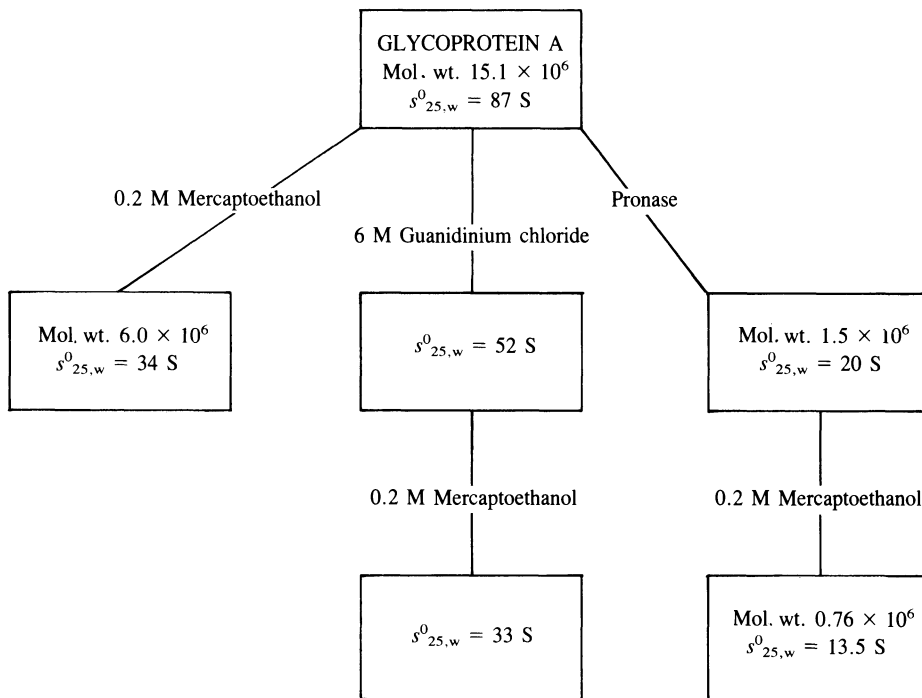 GLYCOPROTEIN A
Mol. wt. 15.1 × 10⁶
s⁰₂₅,w = 87 S
0.2 M Mercaptoethanol
Pronase
6 M Guanidinium chloride
Mol. wt. 6.0 × 10⁶
s⁰₂₅,w = 34 S
s⁰₂₅,w = 52 S
Mol. wt. 1.5 × 10⁶
s⁰₂₅,w = 20 S
0.2 M Mercaptoethanol
0.2 M Mercaptoethanol
s⁰₂₅,w = 33 S
Mol. wt. 0.76 × 10⁶
s⁰₂₅,w = 13.5 S